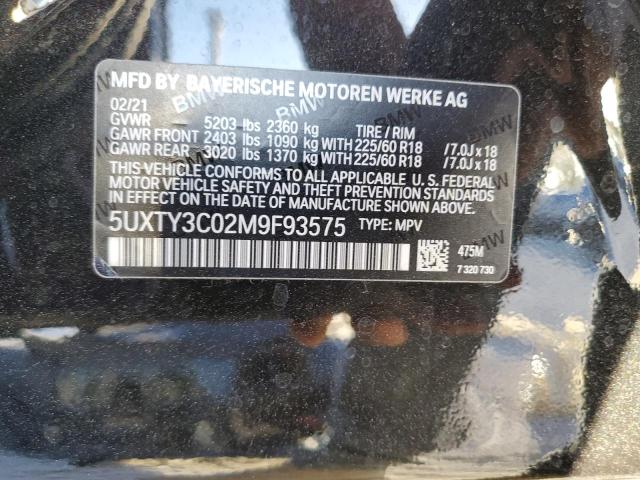 MFD BY BAYERISCHE MOTOREN WERKE AG
02/21
GVWR 5203 lbs 2360 kg TIRE / RIM
GAWR FRONT 2403 lbs 1090 kg WITH 225/60 R18 /7.0J x 18
GAWR REAR 3020 lbs 1370 kg WITH 225/60 R18 /7.0J x 18
THIS VEHICLE CONFORMS TO ALL APPLICABLE U. S. FEDERAL
MOTOR VEHICLE SAFETY AND THEFT PREVENTION STANDARDS
IN EFFECT ON THE DATE OF MANUFACTURE SHOWN ABOVE.
5UXTY3C02M9F93575 TYPE: MPV
475M
7 320 730